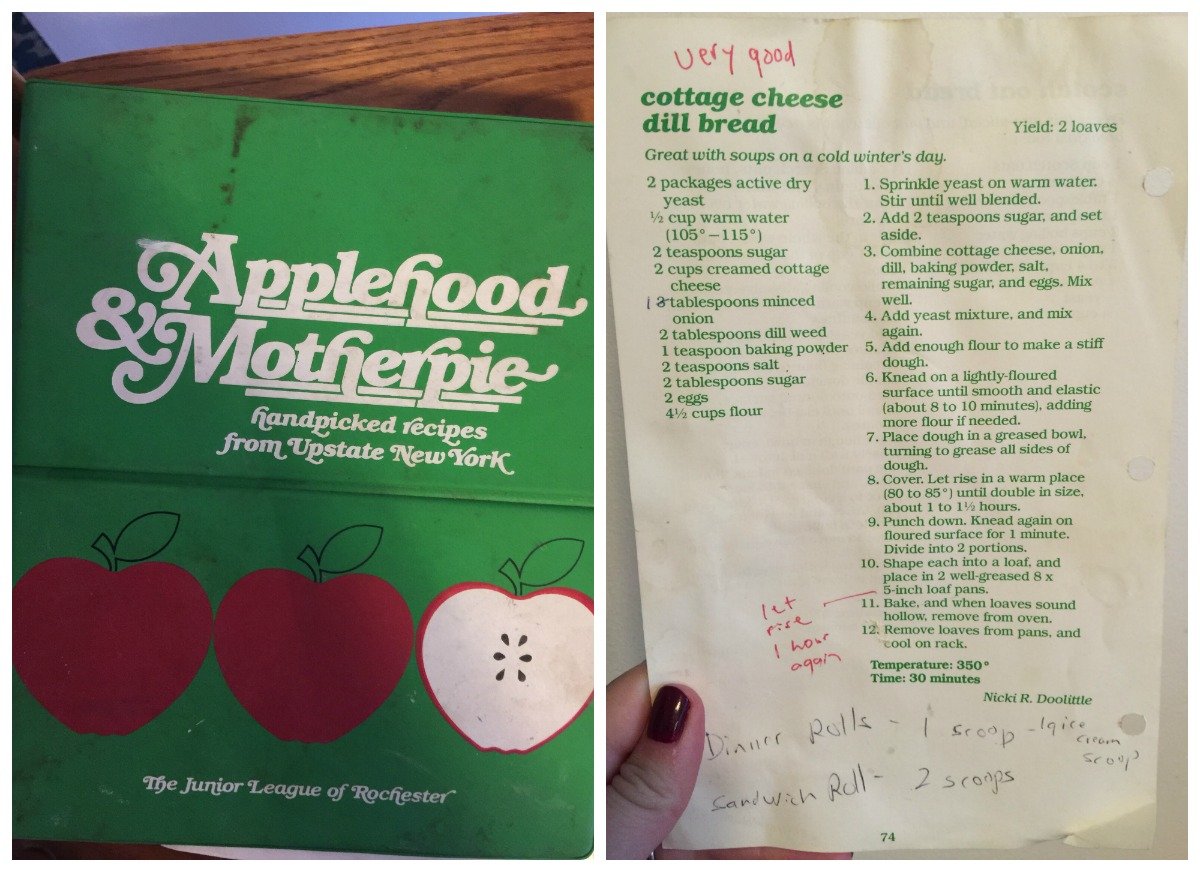 Applehood
& Motherpie
handpicked recipes
from Upstate New York
The Junior League of Rochester
very good
cottage cheese
dill bread
Yield: 2 loaves
Great with soups on a cold winter's day.
2 packages active dry
yeast
½ cup warm water
(105°–115°)
2 teaspoons sugar
2 cups creamed cottage
cheese
1 tablespoons minced
onion
2 tablespoons dill weed
1 teaspoon baking powder
2 teaspoons salt
2 tablespoons sugar
2 eggs
4½ cups flour
1. Sprinkle yeast on warm water.
Stir until well blended.
2. Add 2 teaspoons sugar, and set
aside.
3. Combine cottage cheese, onion,
dill, baking powder, salt,
remaining sugar, and eggs. Mix
well.
4. Add yeast mixture, and mix
again.
5. Add enough flour to make a stiff
dough.
6. Knead on a lightly-floured
surface until smooth and elastic
(about 8 to 10 minutes), adding
more flour if needed.
7. Place dough in a greased bowl,
turning to grease all sides of
dough.
8. Cover. Let rise in a warm place
(80 to 85°) until double in size,
about 1 to 1½ hours.
9. Punch down. Knead again on
floured surface for 1 minute.
Divide into 2 portions.
10. Shape each into a loaf, and
place in 2 well-greased 8 x
5-inch loaf pans.
11. Bake, and when loaves sound
hollow, remove from oven.
12. Remove loaves from pans, and
cool on rack.
let
rise
1 hour
again
Temperature: 350°
Time: 30 minutes
Nicki R. Doolittle
Dinner Rolls - 1 scoop -
cream
scoop
Sandwich Roll - 2 scoops
74